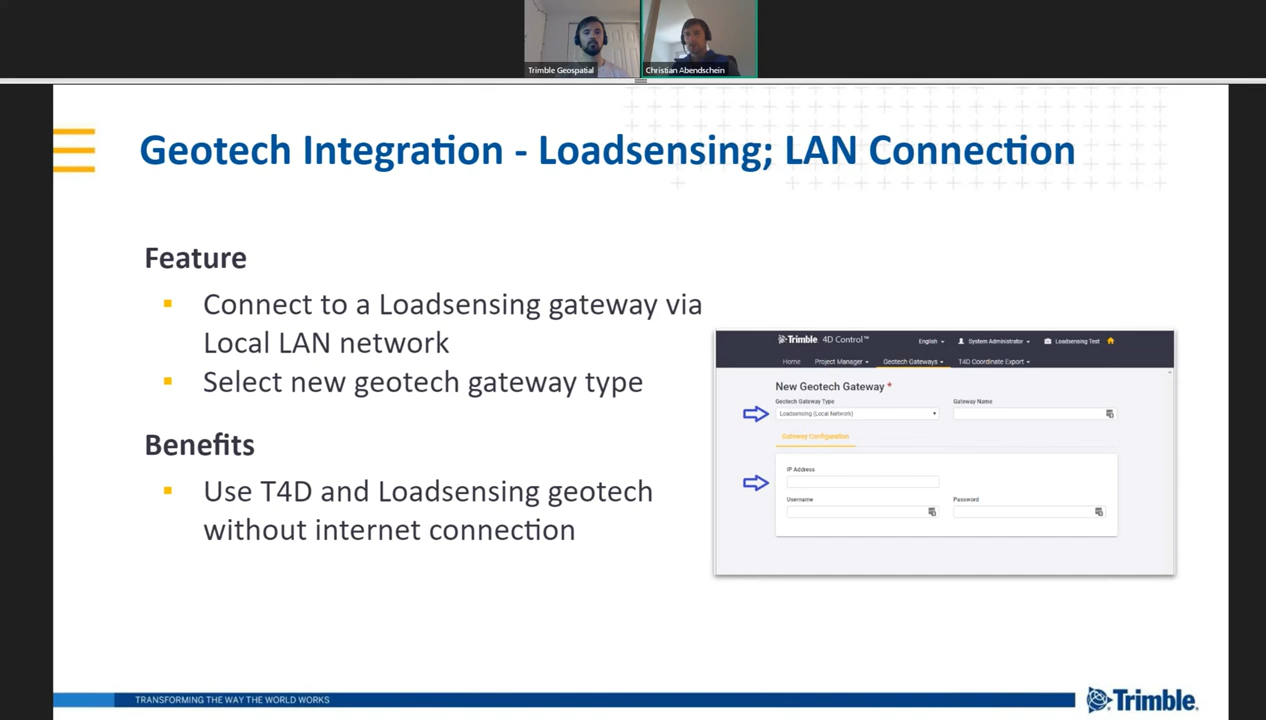 Trimble Geospatial
Christian Abendschein
Geotech Integration - Loadsensing; LAN Connection
Feature
▪ Connect to a Loadsensing gateway via
Local LAN network
▪ Select new geotech gateway type
Benefits
▪ Use T4D and Loadsensing geotech
without internet connection
Trimble 4D Control™
English
System Administrator
Loadsensing Test
Home
Project Manager
Geotech Gateways
T4D Coordinate Export
New Geotech Gateway *
Geotech Gateway Type
Gateway Name
Loadsensing (Local Network)
Gateway Configuration
IP Address
Username
Password
TRANSFORMING THE WAY THE WORLD WORKS
Trimble.